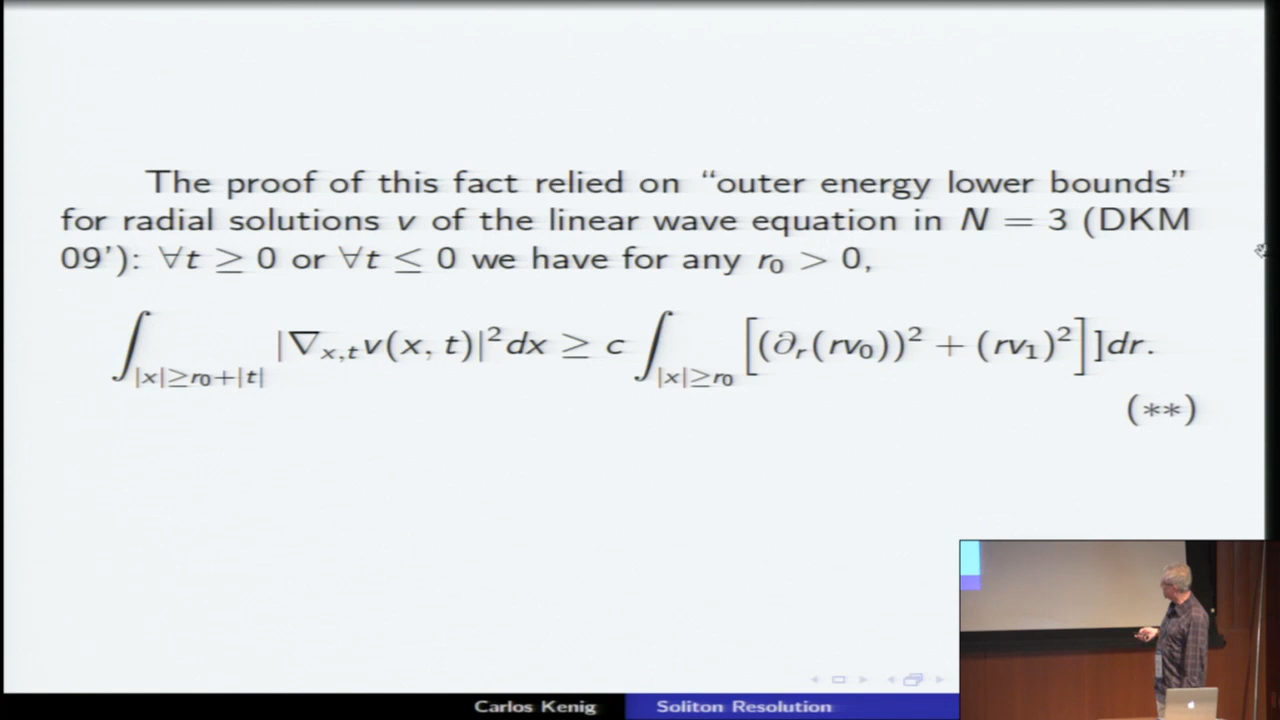 The proof of this fact relied on “outer energy lower bounds”
for radial solutions v of the linear wave equation in N = 3 (DKM
09’): ∀t ≥ 0 or ∀t ≤ 0 we have for any r₀ > 0,
∫_{|x|≥r₀+|t|} |∇_{x,t}v(x, t)|²dx ≥ c ∫_{|x|≥r₀} [(∂ᵣ(rv₀))² + (rv₁)²]]dr.
(∗∗)
Carlos Kenig Soliton Resolution